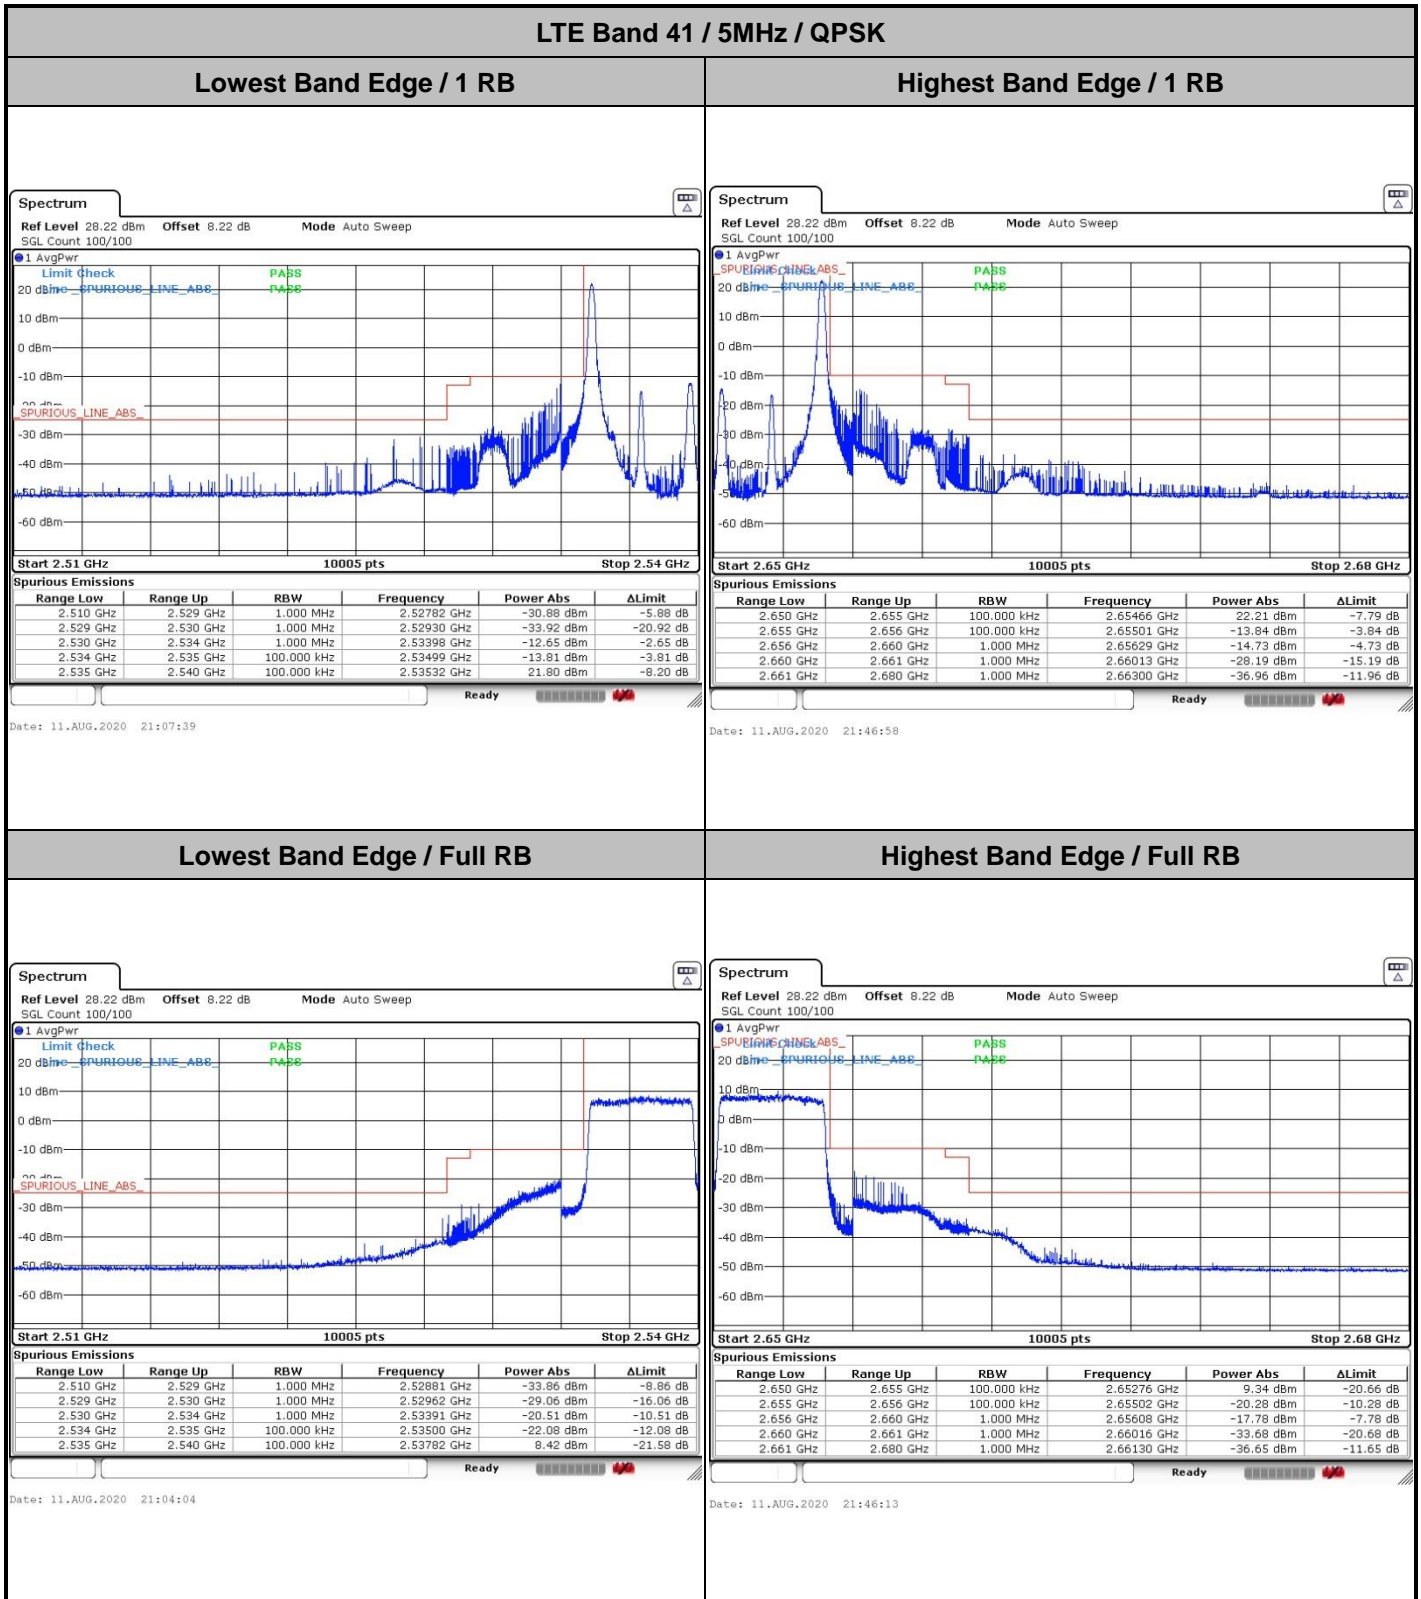 LTE Band 41 / 5MHz / QPSK
Lowest Band Edge / 1 RB
Highest Band Edge / 1 RB
Spectrum
Ref Level 28.22 dBm Offset 8.22 dB Mode Auto Sweep
SGL Count 100/100
1 AvgPwr
Limit Check PASS
Line _SPURIOUS_LINE_ABS_ PASS
20 dBm
10 dBm
0 dBm
-10 dBm
-20 dBm
_SPURIOUS_LINE_ABS_
-30 dBm
-40 dBm
-50 dBm
-60 dBm
Start 2.51 GHz 10005 pts Stop 2.54 GHz
Spurious Emissions
Range Low Range Up RBW Frequency Power Abs ΔLimit
2.510 GHz 2.529 GHz 1.000 MHz 2.52782 GHz -30.88 dBm -5.88 dB
2.529 GHz 2.530 GHz 1.000 MHz 2.52930 GHz -33.92 dBm -20.92 dB
2.530 GHz 2.534 GHz 1.000 MHz 2.53398 GHz -12.65 dBm -2.65 dB
2.534 GHz 2.535 GHz 100.000 kHz 2.53499 GHz -13.81 dBm -3.81 dB
2.535 GHz 2.540 GHz 100.000 kHz 2.53532 GHz 21.80 dBm -8.20 dB
Ready
Date: 11.AUG.2020 21:07:39
Spectrum
Ref Level 28.22 dBm Offset 8.22 dB Mode Auto Sweep
SGL Count 100/100
1 AvgPwr
_SPURIOUS_LINE_ABS_
Limit Check PASS
Line _SPURIOUS_LINE_ABS_ PASS
20 dBm
10 dBm
0 dBm
-10 dBm
-20 dBm
-30 dBm
-40 dBm
-60 dBm
Start 2.65 GHz 10005 pts Stop 2.68 GHz
Spurious Emissions
Range Low Range Up RBW Frequency Power Abs ΔLimit
2.650 GHz 2.655 GHz 100.000 kHz 2.65466 GHz 22.21 dBm -7.79 dB
2.655 GHz 2.656 GHz 100.000 kHz 2.65501 GHz -13.84 dBm -3.84 dB
2.656 GHz 2.660 GHz 1.000 MHz 2.65629 GHz -14.73 dBm -4.73 dB
2.660 GHz 2.661 GHz 1.000 MHz 2.66013 GHz -28.19 dBm -15.19 dB
2.661 GHz 2.680 GHz 1.000 MHz 2.66300 GHz -36.96 dBm -11.96 dB
Ready
Date: 11.AUG.2020 21:46:58
Lowest Band Edge / Full RB
Highest Band Edge / Full RB
Spectrum
Ref Level 28.22 dBm Offset 8.22 dB Mode Auto Sweep
SGL Count 100/100
1 AvgPwr
Limit Check PASS
Line _SPURIOUS_LINE_ABS_ PASS
20 dBm
10 dBm
0 dBm
-10 dBm
-20 dBm
_SPURIOUS_LINE_ABS_
-30 dBm
-40 dBm
-50 dBm
-60 dBm
Start 2.51 GHz 10005 pts Stop 2.54 GHz
Spurious Emissions
Range Low Range Up RBW Frequency Power Abs ΔLimit
2.510 GHz 2.529 GHz 1.000 MHz 2.52881 GHz -33.86 dBm -8.86 dB
2.529 GHz 2.530 GHz 1.000 MHz 2.52962 GHz -29.06 dBm -16.06 dB
2.530 GHz 2.534 GHz 1.000 MHz 2.53391 GHz -20.51 dBm -10.51 dB
2.534 GHz 2.535 GHz 100.000 kHz 2.53500 GHz -22.08 dBm -12.08 dB
2.535 GHz 2.540 GHz 100.000 kHz 2.53782 GHz 8.42 dBm -21.58 dB
Ready
Date: 11.AUG.2020 21:04:04
Spectrum
Ref Level 28.22 dBm Offset 8.22 dB Mode Auto Sweep
SGL Count 100/100
1 AvgPwr
_SPURIOUS_LINE_ABS_
Limit Check PASS
Line _SPURIOUS_LINE_ABS_ PASS
20 dBm
10 dBm
0 dBm
-10 dBm
-20 dBm
-30 dBm
-40 dBm
-50 dBm
-60 dBm
Start 2.65 GHz 10005 pts Stop 2.68 GHz
Spurious Emissions
Range Low Range Up RBW Frequency Power Abs ΔLimit
2.650 GHz 2.655 GHz 100.000 kHz 2.65276 GHz 9.34 dBm -20.66 dB
2.655 GHz 2.656 GHz 100.000 kHz 2.65502 GHz -20.28 dBm -10.28 dB
2.656 GHz 2.660 GHz 1.000 MHz 2.65608 GHz -17.78 dBm -7.78 dB
2.660 GHz 2.661 GHz 1.000 MHz 2.66016 GHz -33.68 dBm -20.68 dB
2.661 GHz 2.680 GHz 1.000 MHz 2.66130 GHz -36.65 dBm -11.65 dB
Ready
Date: 11.AUG.2020 21:46:13